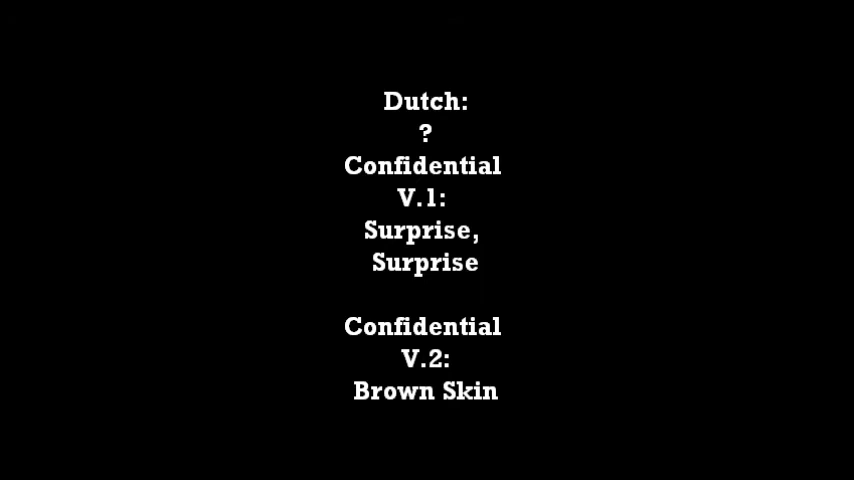 Dutch:
?
Confidential
V.1:
Surprise,
Surprise
Confidential
V.2:
Brown Skin